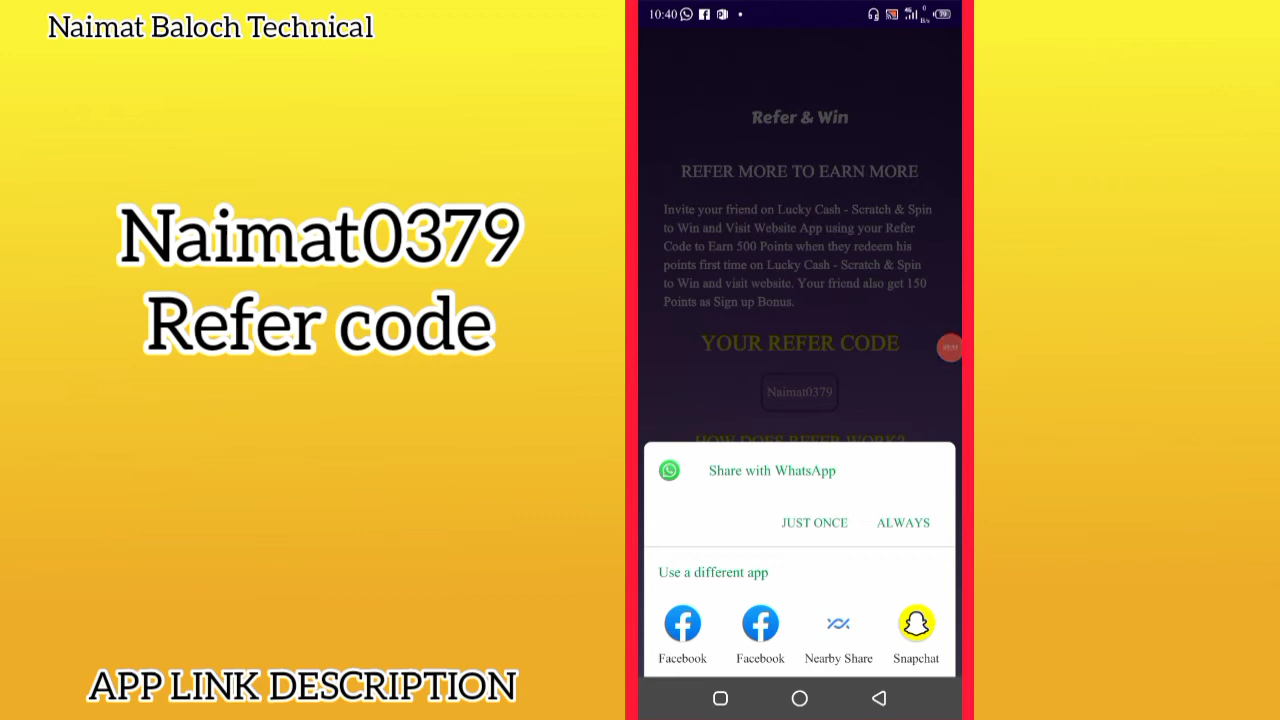 Naimat Baloch Technical
Naimat0379
Refer code
APP LINK DESCRIPTION
10:40
Refer & Win
REFER MORE TO EARN MORE
Invite your friend on Lucky Cash - Scratch & Spin
to Win and Visit Website App using your Refer
Code to Earn 500 Points when they redeem his
points first time on Lucky Cash - Scratch & Spin
to Win and visit website. Your friend also get 150
Points as Sign up Bonus.
YOUR REFER CODE
Naimat0379
HOW DOES REFER WORK?
Share with WhatsApp
JUST ONCE ALWAYS
Use a different app
Facebook Facebook Nearby Share Snapchat